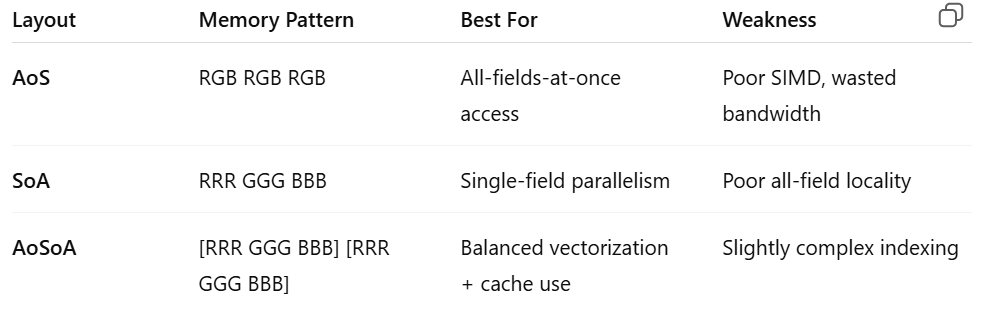 Layout Memory Pattern Best For Weakness
AoS RGB RGB RGB All-fields-at-once Poor SIMD, wasted
access bandwidth
SoA RRR GGG BBB Single-field parallelism Poor all-field locality
AoSoA [RRR GGG BBB] [RRR Balanced vectorization Slightly complex indexing
GGG BBB] + cache use